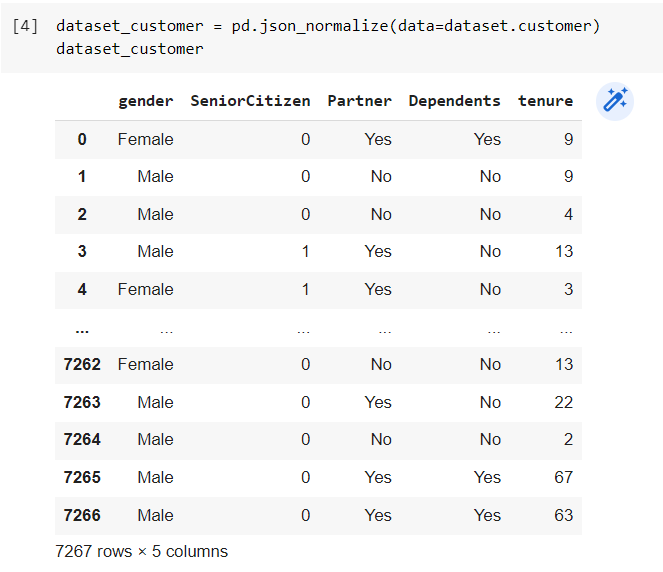 [4] dataset_customer = pd.json_normalize(data=dataset.customer)
dataset_customer
gender SeniorCitizen Partner Dependents tenure
0 Female 0 Yes Yes 9
1 Male 0 No No 9
2 Male 0 No No 4
3 Male 1 Yes No 13
4 Female 1 Yes No 3
... ... ... ... ... ...
7262 Female 0 No No 13
7263 Male 0 Yes No 22
7264 Male 0 No No 2
7265 Male 0 Yes Yes 67
7266 Male 0 Yes Yes 63
7267 rows × 5 columns